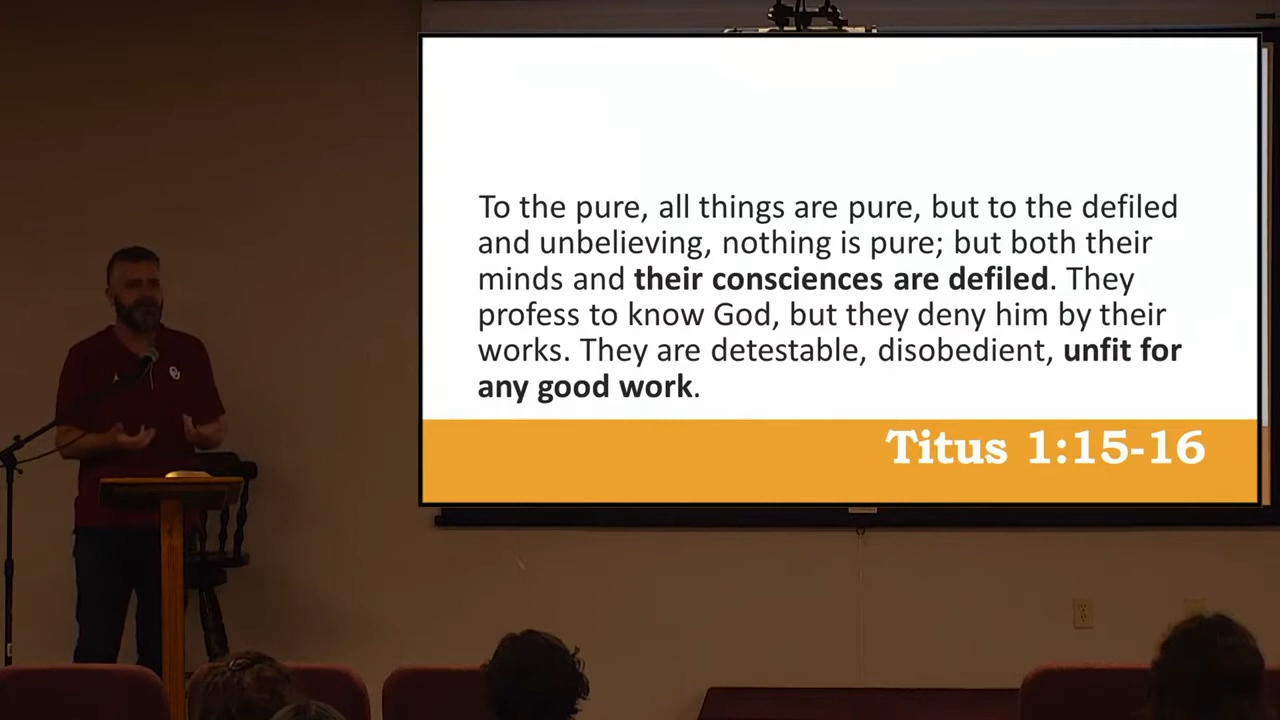 To the pure, all things are pure, but to the defiled
and unbelieving, nothing is pure; but both their
minds and their consciences are defiled. They
profess to know God, but they deny him by their
works. They are detestable, disobedient, unfit for
any good work.
Titus 1:15-16
OU